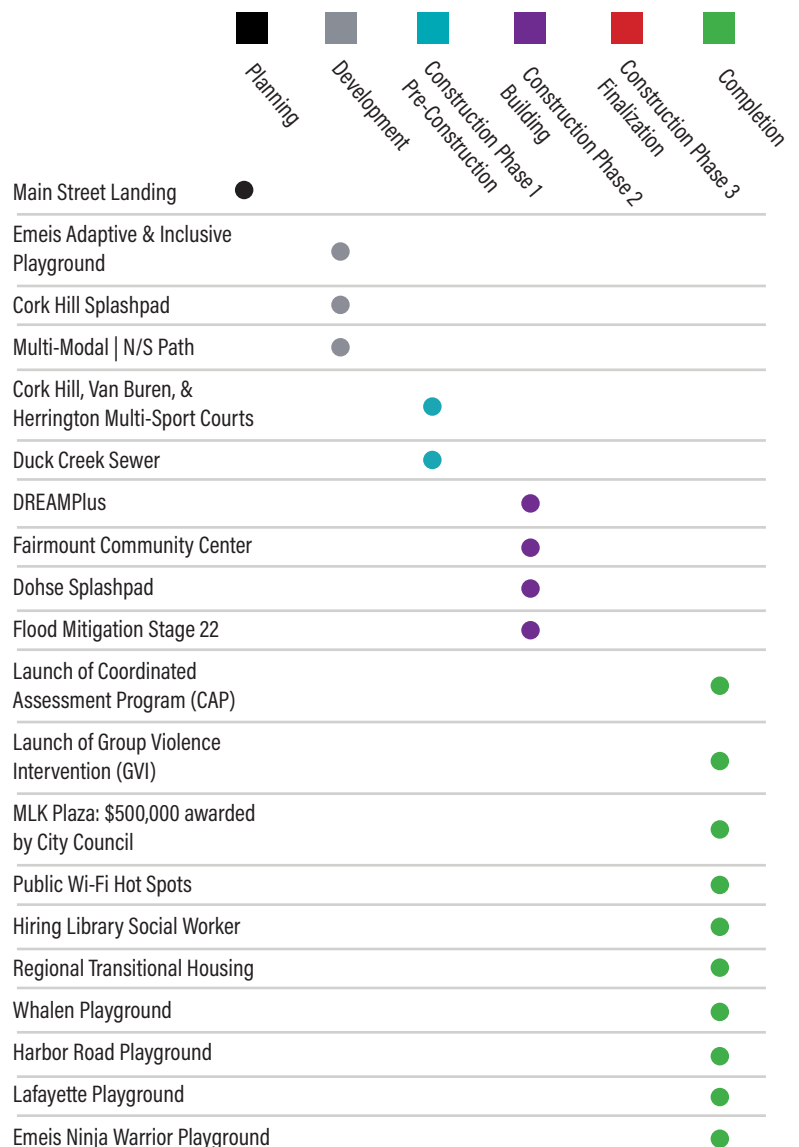 Planning
Development
Construction Phase 1
Pre-Construction
Construction Phase 2
Building
Construction Phase 3
Finalization
Completion
Main Street Landing
Emeis Adaptive & Inclusive
Playground
Cork Hill Splashpad
Multi-Modal | N/S Path
Cork Hill, Van Buren, &
Herrington Multi-Sport Courts
Duck Creek Sewer
DREAMPlus
Fairmount Community Center
Dohse Splashpad
Flood Mitigation Stage 22
Launch of Coordinated
Assessment Program (CAP)
Launch of Group Violence
Intervention (GVI)
MLK Plaza: $500,000 awarded
by City Council
Public Wi-Fi Hot Spots
Hiring Library Social Worker
Regional Transitional Housing
Whalen Playground
Harbor Road Playground
Lafayette Playground
Emeis Ninja Warrior Playground